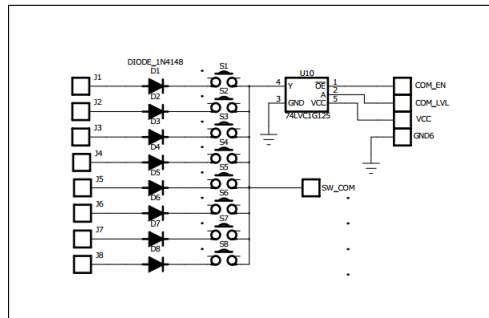 DIODE_1N4148
J1 D1 S1 U10
4 Y OE 1 COM_EN
A 2
3 GND VCC 5 COM_LVL
74LVC1G125
J2 D2 S2
VCC
J3 D3 S3
GND6
J4 D4 S4
J5 D5 S5
SW_COM
J6 D6 S6
J7 D7 S7
J8 D8 S8